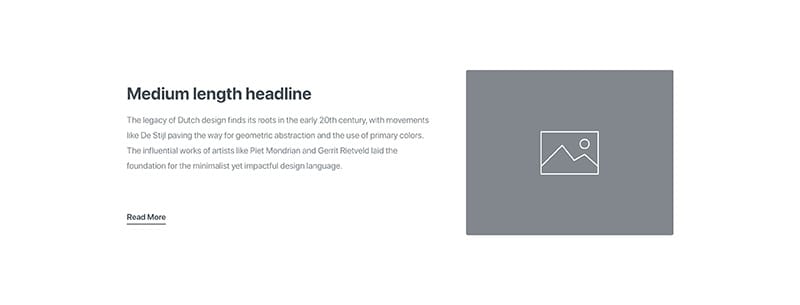 Medium length headline
The legacy of Dutch design finds its roots in the early 20th century, with movements
like De Stijl paving the way for geometric abstraction and the use of primary colors.
The influential works of artists like Piet Mondrian and Gerrit Rietveld laid the
foundation for the minimalist yet impactful design language.
Read More